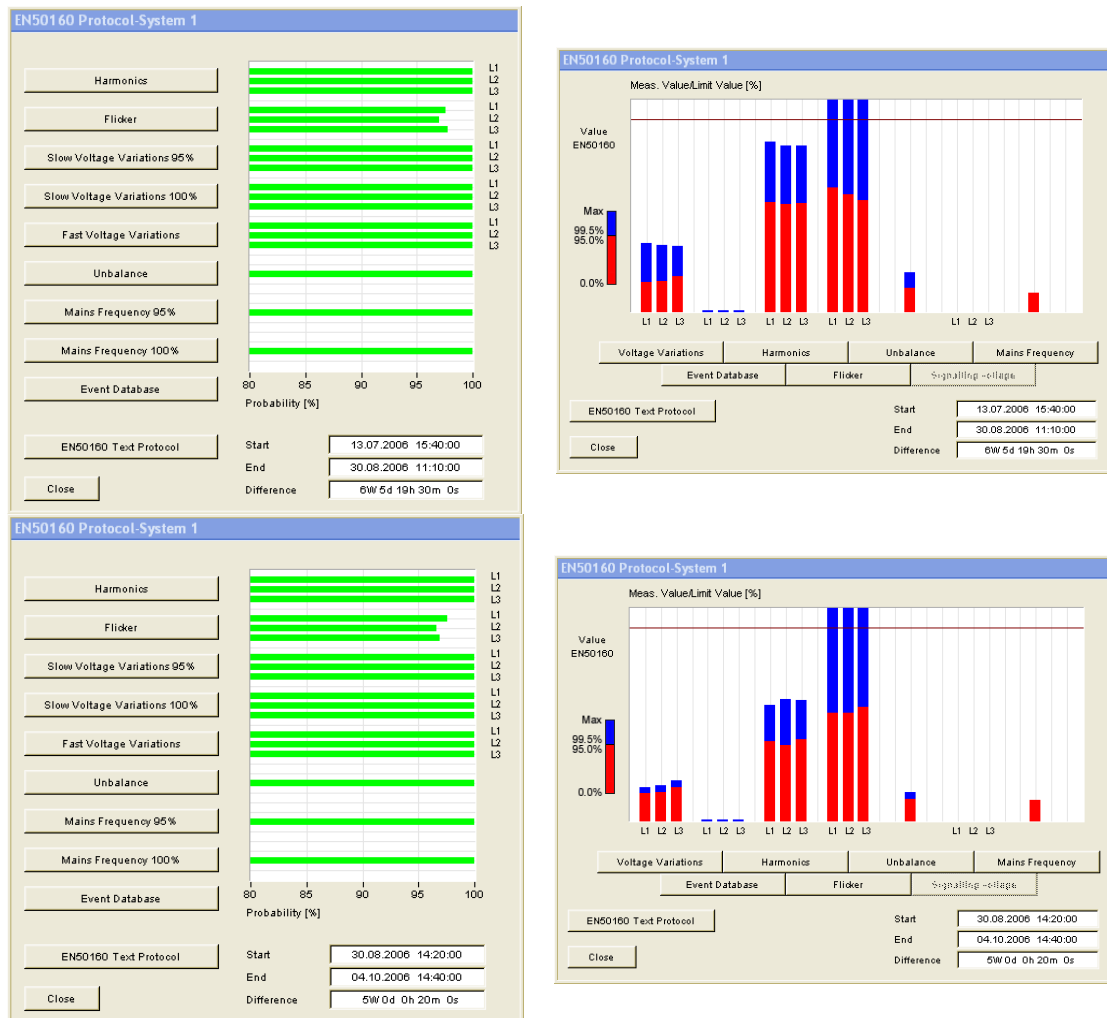 EN50160 Protocol-System 1
Harmonics
L1
L2
L3
Flicker
L1
L2
L3
Slow Voltage Variations 95%
L1
L2
L3
Slow Voltage Variations 100%
L1
L2
L3
Fast Voltage Variations
L1
L2
L3
Unbalance
Mains Frequency 95%
Mains Frequency 100%
Event Database
80 85 90 95 100
Probability [%]
EN50160 Text Protocol
Start 13.07.2006 15:40:00
End 30.08.2006 11:10:00
Close
Difference 6W 5d 19h 30m 0s
EN50160 Protocol-System 1
Meas. Value/Limit Value [%]
Value
EN50160
Max
99.5%
95.0%
0.0%
L1 L2 L3 L1 L2 L3 L1 L2 L3 L1 L2 L3 L1 L2 L3
Voltage Variations Harmonics Unbalance Mains Frequency
Event Database Flicker Signalling voltage
EN50160 Text Protocol
Start 13.07.2006 15:40:00
End 30.08.2006 11:10:00
Close
Difference 6W 5d 19h 30m 0s
EN50160 Protocol-System 1
Harmonics
L1
L2
L3
Flicker
L1
L2
L3
Slow Voltage Variations 95%
L1
L2
L3
Slow Voltage Variations 100%
L1
L2
L3
Fast Voltage Variations
L1
L2
L3
Unbalance
Mains Frequency 95%
Mains Frequency 100%
Event Database
80 85 90 95 100
Probability [%]
EN50160 Text Protocol
Start 30.08.2006 14:20:00
End 04.10.2006 14:40:00
Close
Difference 5W 0d 0h 20m 0s
EN50160 Protocol-System 1
Meas. Value/Limit Value [%]
Value
EN50160
Max
99.5%
95.0%
0.0%
L1 L2 L3 L1 L2 L3 L1 L2 L3 L1 L2 L3 L1 L2 L3
Voltage Variations Harmonics Unbalance Mains Frequency
Event Database Flicker Signalling voltage
EN50160 Text Protocol
Start 30.08.2006 14:20:00
End 04.10.2006 14:40:00
Close
Difference 5W 0d 0h 20m 0s